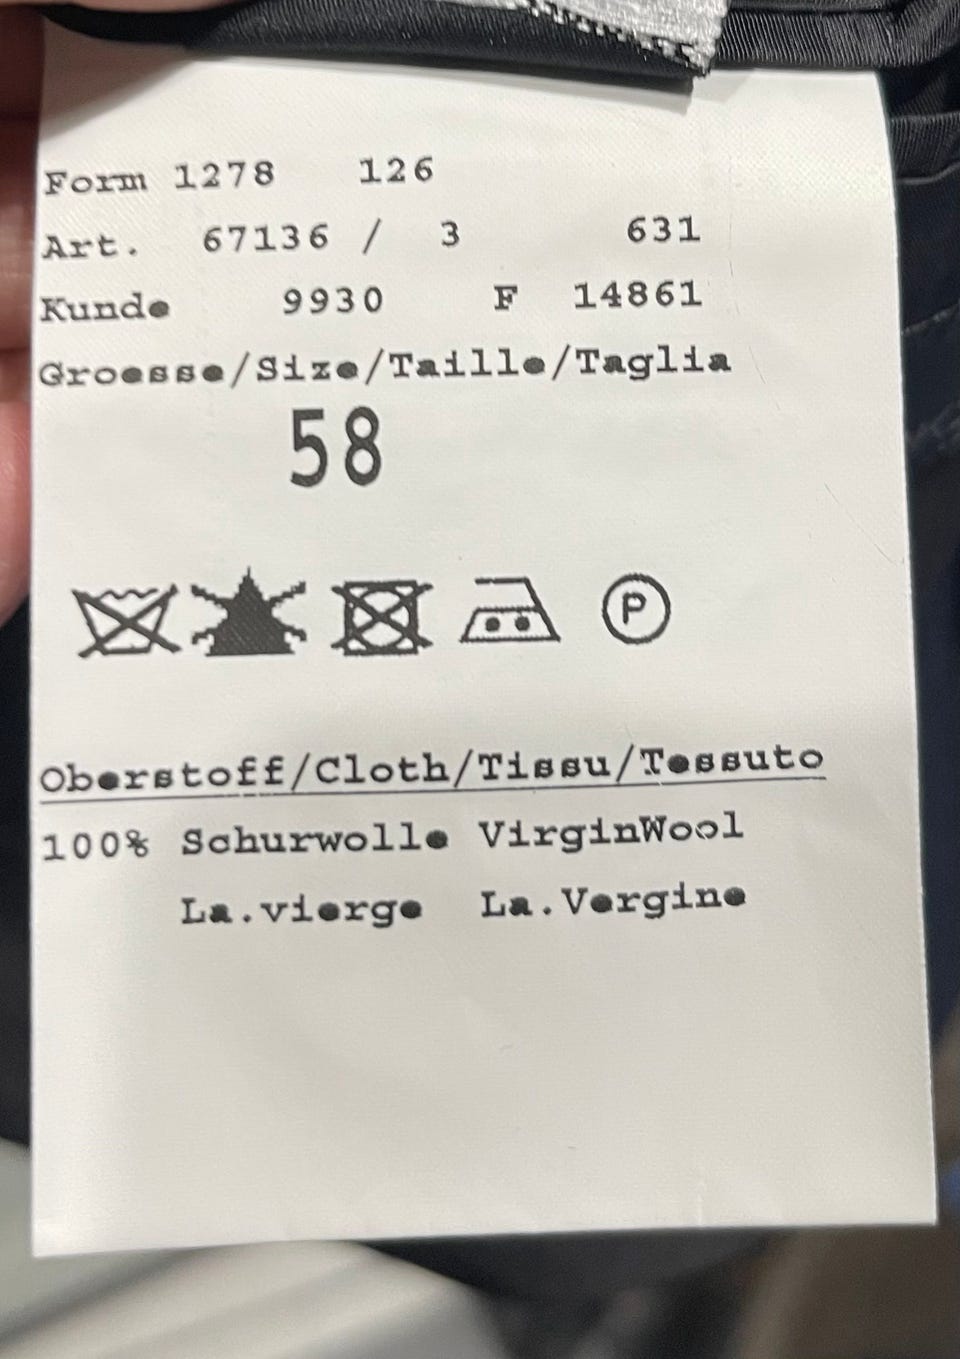 Form 1278 126
Art. 67136 / 3 631
Kunde 9930 F 14861
Groesse/Size/Taille/Taglia
58
P
Oberstoff/Cloth/Tissu/Tessuto
100% Schurwolle VirginWool
La.vierge La.Vergine